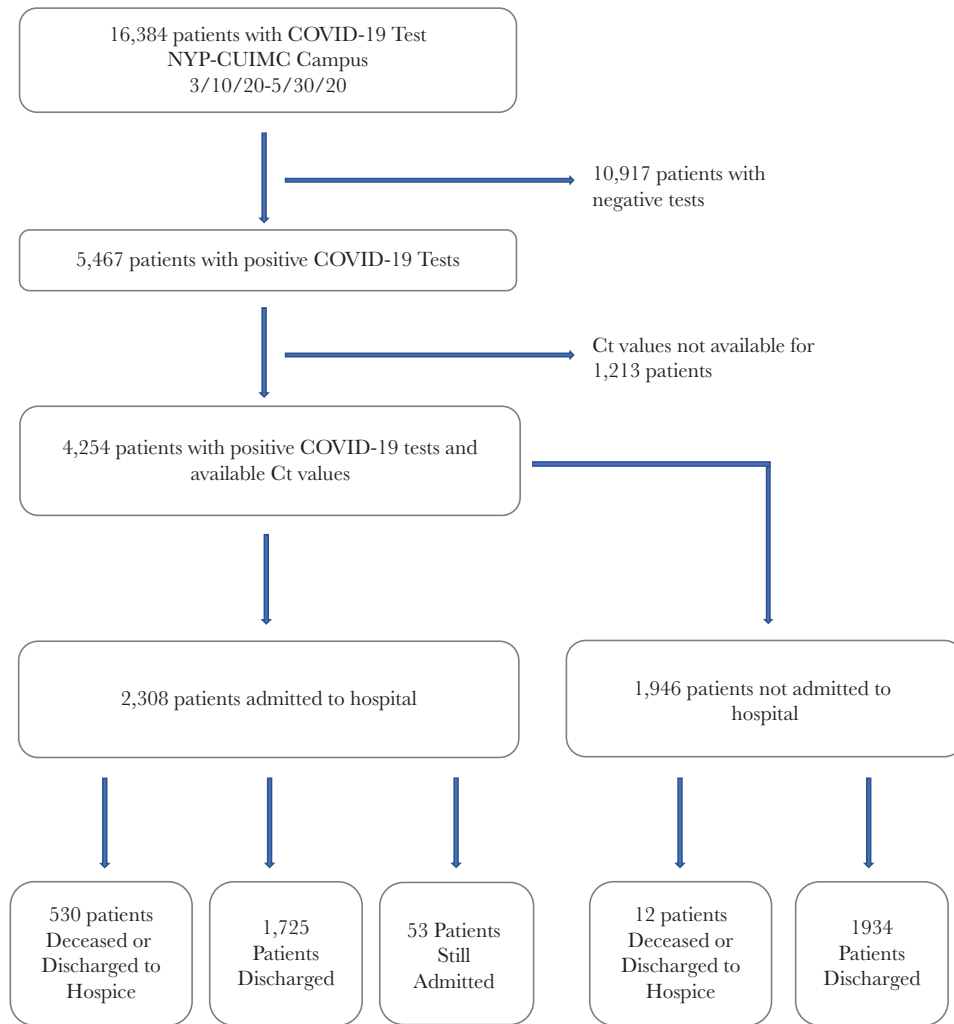 16,384 patients with COVID-19 Test
NYP-CUIMC Campus
3/10/20-5/30/20
10,917 patients with
negative tests
5,467 patients with positive COVID-19 Tests
Ct values not available for
1,213 patients
4,254 patients with positive COVID-19 tests and
available Ct values
2,308 patients admitted to hospital
1,946 patients not admitted to
hospital
530 patients
Deceased or
Discharged to
Hospice
1,725
Patients
Discharged
53 Patients
Still
Admitted
12 patients
Deceased or
Discharged to
Hospice
1934
Patients
Discharged